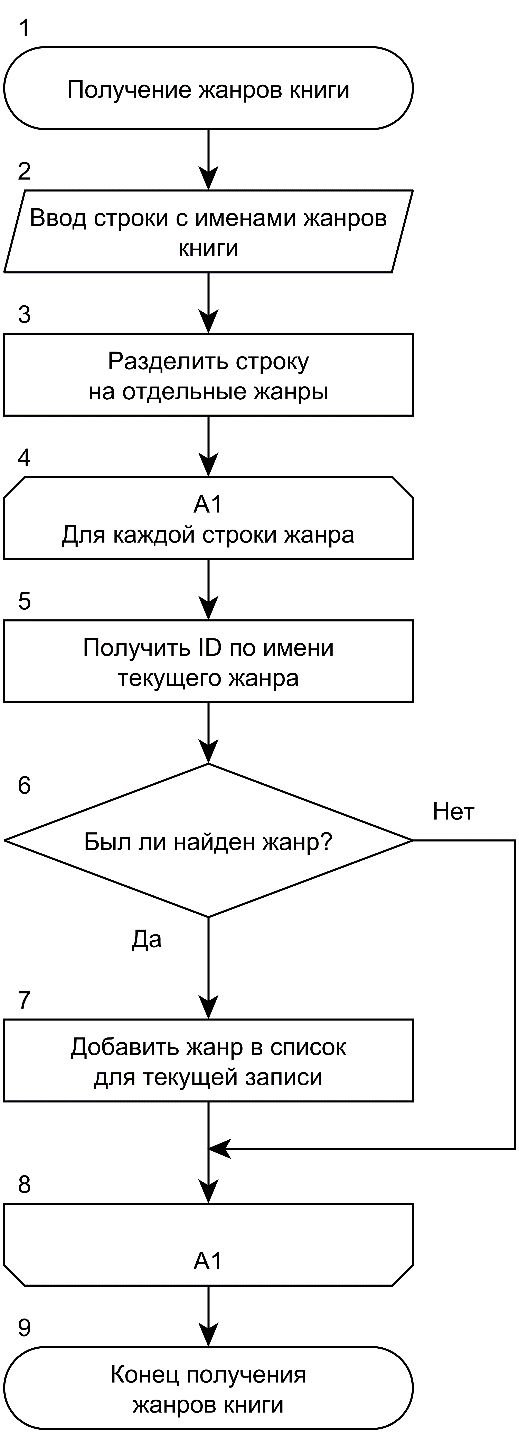 1
Получение жанров книги
2
Ввод строки с именами жанров
книги
3
Разделить строку
на отдельные жанры
4
А1
Для каждой строки жанра
5
Получить ID по имени
текущего жанра
6
Был ли найден жанр?
Нет
Да
7
Добавить жанр в список
для текущей записи
8
А1
9
Конец получения
жанров книги